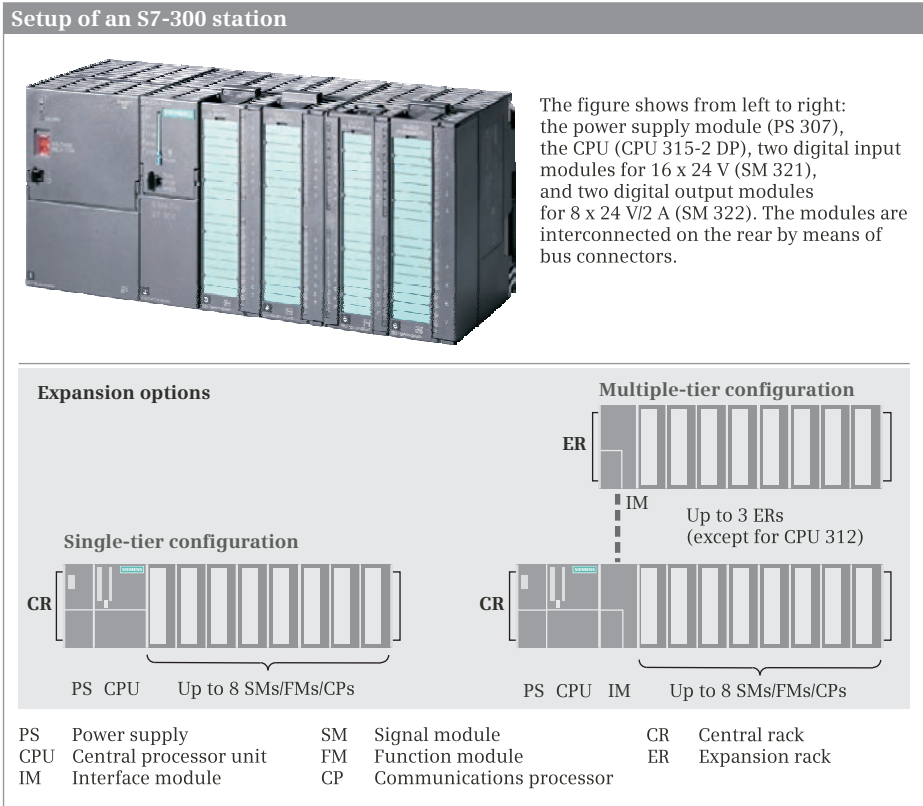 Setup of an S7-300 station
SIEMENS
The figure shows from left to right:
the power supply module (PS 307),
the CPU (CPU 315-2 DP), two digital input
modules for 16 x 24 V (SM 321),
and two digital output modules
for 8 x 24 V/2 A (SM 322). The modules are
interconnected on the rear by means of
bus connectors.
Expansion options
Multiple-tier configuration
ER
IM
Up to 3 ERs
(except for CPU 312)
Single-tier configuration
SIEMENS
CR
PS CPU Up to 8 SMs/FMs/CPs
SIEMENS
CR
PS CPU IM Up to 8 SMs/FMs/CPs
PS Power supply SM Signal module CR Central rack
CPU Central processor unit FM Function module ER Expansion rack
IM Interface module CP Communications processor